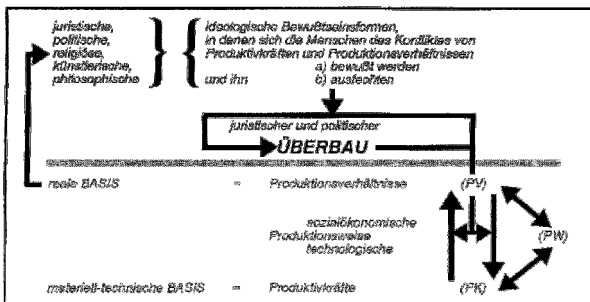 juristische, ideologische Bewußtseinsformen,
politische, in denen sich die Menschen des Konfliktes von
religiöse, Produktivkräften und Produktionsverhältnissen
künstlerische, a) bewußt werden
philosophische und ihn b) ausfechten
juristischer und politischer
ÜBERBAU
reale BASIS = Produktionsverhältnisse (PV)
sozialökonomische
Produktionsweise (PW)
technologische
materiell-technische BASIS = Produktivkräfte (PK)